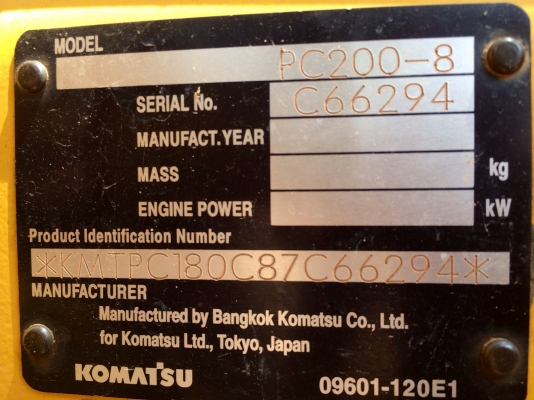 MODEL PC200-8
SERIAL No. C66294
MANUFACT.YEAR
MASS kg
ENGINE POWER kW
Product Identification Number
*KMTPC180C87C66294*
MANUFACTURER
Manufactured by Bangkok Komatsu Co., Ltd.
for Komatsu Ltd., Tokyo, Japan
KOMATSU 09601-120E1